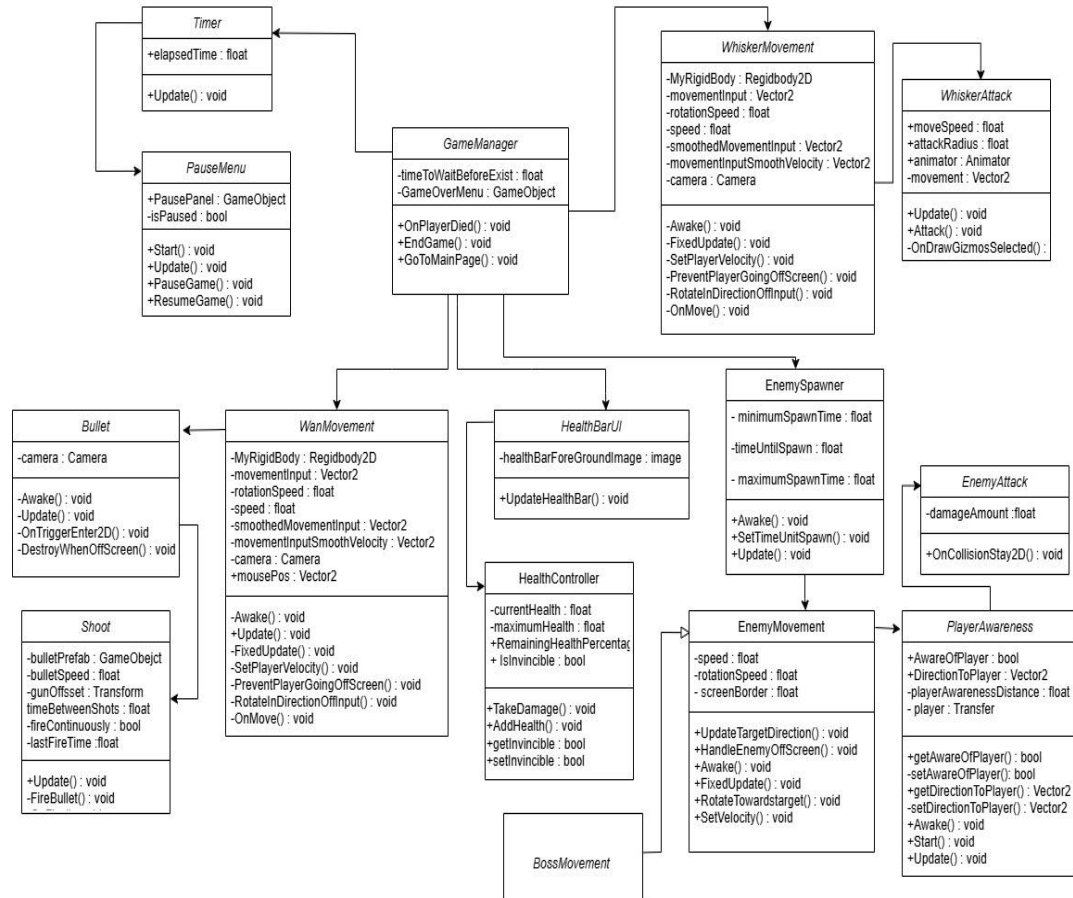 Timer
+elapsedTime : float
+Update() : void
PauseMenu
+PausePanel : GameObject
-isPaused : bool
+Start() : void
+Update() : void
+PauseGame() : void
+ResumeGame() : void
GameManager
-timeToWaitBeforeExist : float
-GameOverMenu : GameObject
+OnPlayerDied() : void
+EndGame() : void
+GoToMainPage() : void
WhiskerMovement
-MyRigidBody : Regidbody2D
-movementInput : Vector2
-rotationSpeed : float
-speed : float
-smoothedMovementInput : Vector2
-movementInputSmoothVelocity : Vector2
-camera : Camera
-Awake() : void
-FixedUpdate() : void
-SetPlayerVelocity() : void
-PreventPlayerGoingOffScreen() : void
-RotateInDirectionOffInput() : void
-OnMove() : void
WhiskerAttack
+moveSpeed : float
+attackRadius : float
+animator : Animator
-movement : Vector2
+Update() : void
+Attack() : void
-OnDrawGizmosSelected() :
Bullet
-camera : Camera
-Awake() : void
-Update() : void
-OnTriggerEnter2D() : void
-DestroyWhenOffScreen() : void
Shoot
-bulletPrefab : GameObejct
-bulletSpeed : float
-gunOffsset : Transform
timeBetweenShots : float
-fireContinuously : bool
-lastFireTime :float
+Update() : void
-FireBullet() : void
WanMovement
-MyRigidBody : Regidbody2D
-movementInput : Vector2
-rotationSpeed : float
-speed : float
-smoothedMovementInput : Vector2
-movementInputSmoothVelocity : Vector2
-camera : Camera
+mousePos : Vector2
-Awake() : void
+Update() : void
-FixedUpdate() : void
-SetPlayerVelocity() : void
-PreventPlayerGoingOffScreen() : void
-RotateInDirectionOffInput() : void
-OnMove() : void
HealthBarUI
-healthBarForeGroundImage : image
+UpdateHealthBar() : void
HealthController
-currentHealth : float
-maximumHealth : float
+RemainingHealthPercentag
+ IsInvincible : bool
+TakeDamage() : void
+AddHealth() : void
+getInvincible : bool
+setInvincible : bool
EnemySpawner
- minimumSpawnTime : float
-timeUntilSpawn : float
- maximumSpawnTime : float
+Awake() : void
+SetTimeUnitSpawn() : void
+Update() : void
EnemyAttack
-damageAmount :float
+OnCollisionStay2D() : void
EnemyMovement
-speed : float
-rotationSpeed : float
- screenBorder : float
+UpdateTargetDirection() : void
+HandleEnemyOffScreen() : void
+Awake() : void
+FixedUpdate() : void
+RotateTowardstarget() : void
+SetVelocity() : void
PlayerAwareness
+AwareOfPlayer : bool
+DirectionToPlayer : Vector2
-playerAwarenessDistance : float
- player : Transfer
+getAwareOfPlayer() : bool
-setAwareOfPlayer() : bool
+getDirectionToPlayer() : Vector2
-setDirectionToPlayer() : Vector2
+Awake() : void
+Start() : void
+Update() : void
BossMovement